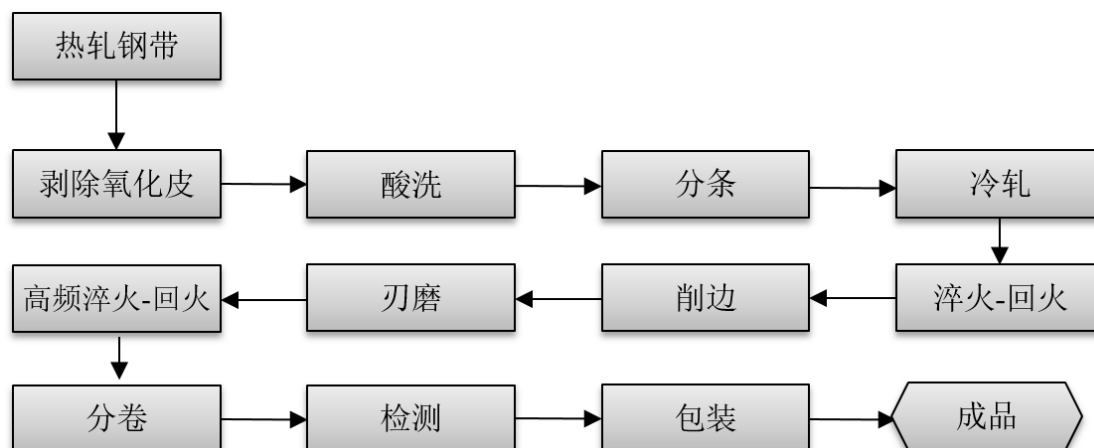 热轧钢带
剥除氧化皮
酸洗
分条
冷轧
淬火-回火
削边
刃磨
高频淬火-回火
分卷
检测
包装
成品